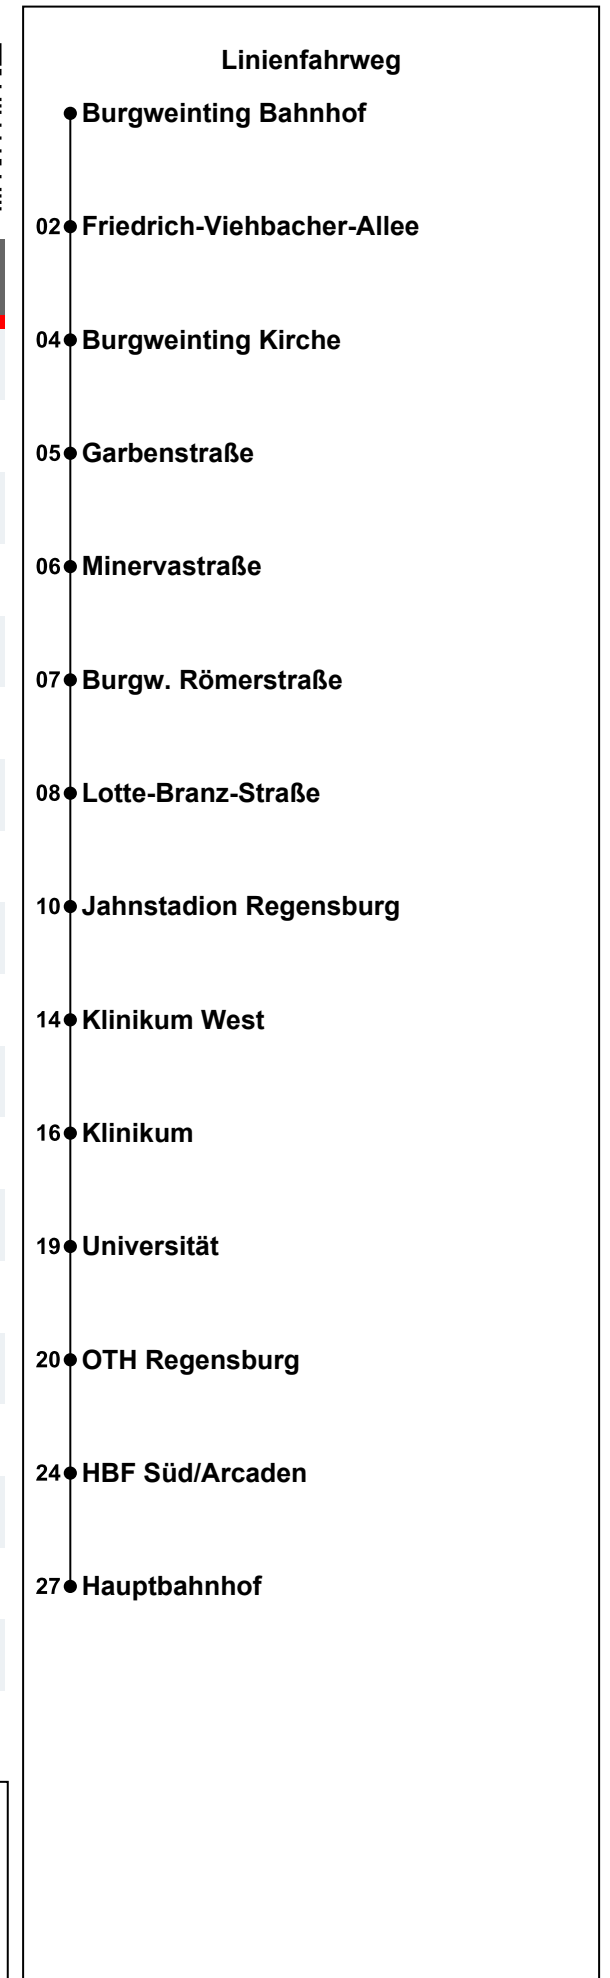 Linienfahrweg
Burgweinting Bahnhof
02 Friedrich-Viehbacher-Allee
04 Burgweinting Kirche
05 Garbenstraße
06 Minervastraße
07 Burgw. Römerstraße
08 Lotte-Branz-Straße
10 Jahnstadion Regensburg
14 Klinikum West
16 Klinikum
19 Universität
20 OTH Regensburg
24 HBF Süd/Arcaden
27 Hauptbahnhof